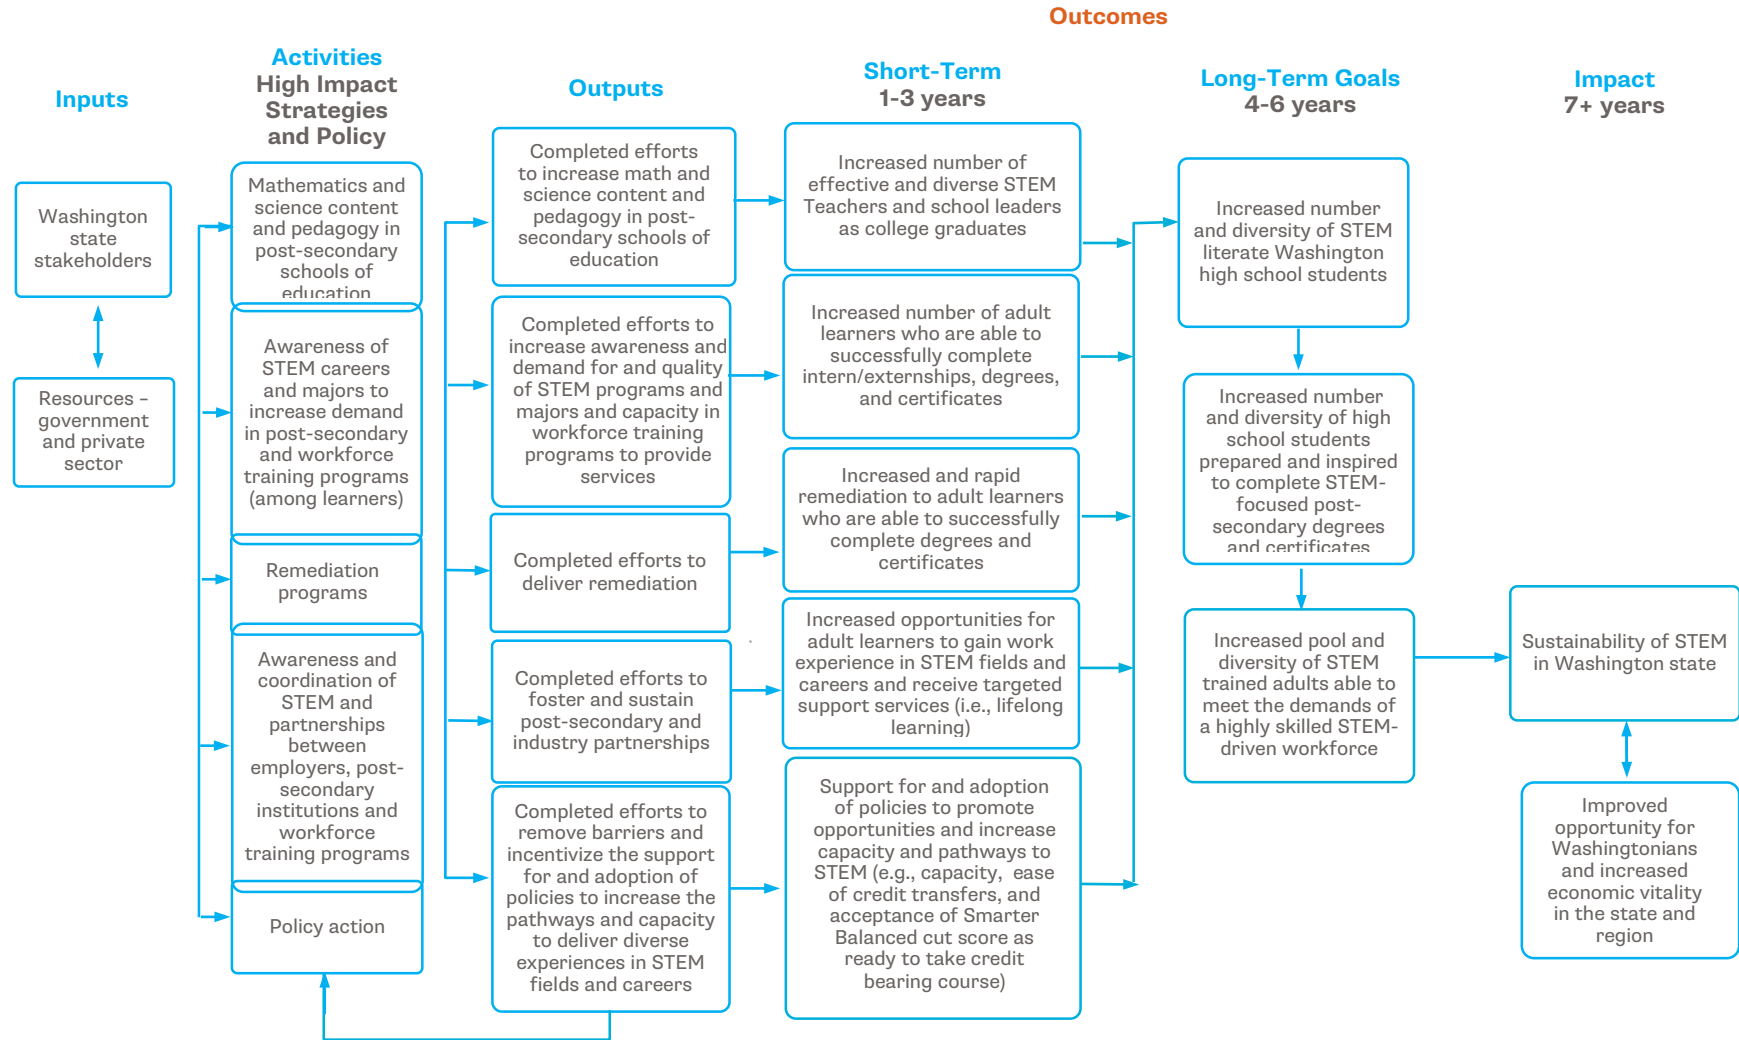 Outcomes
Inputs
Activities
High Impact
Strategies
and Policy
Outputs
Short-Term
1-3 years
Long-Term Goals
4-6 years
Impact
7+ years
Washington
state
stakeholders
Resources –
government
and private
sector
Mathematics and
science content
and pedagogy in
post-secondary
schools of
education
Awareness of
STEM careers
and majors to
increase demand
in post-secondary
and workforce
training programs
(among learners)
Remediation
programs
Awareness and
coordination of
STEM and
partnerships
between
employers, post-
secondary
institutions and
workforce
training programs
Policy action
Completed efforts
to increase math and
science content and
pedagogy in post-
secondary schools of
education
Completed efforts to
increase awareness and
demand for and quality
of STEM programs and
majors and capacity in
workforce training
programs to provide
services
Completed efforts to
deliver remediation
Completed efforts to
foster and sustain
post-secondary and
industry partnerships
Completed efforts to
remove barriers and
incentivize the support
for and adoption of
policies to increase the
pathways and capacity
to deliver diverse
experiences in STEM
fields and careers
Increased number of
effective and diverse STEM
Teachers and school leaders
as college graduates
Increased number of adult
learners who are able to
successfully complete
intern/externships, degrees,
and certificates
Increased and rapid
remediation to adult learners
who are able to successfully
complete degrees and
certificates
Increased opportunities for
adult learners to gain work
experience in STEM fields and
careers and receive targeted
support services (i.e., lifelong
learning)
Support for and adoption
of policies to promote
opportunities and increase
capacity and pathways to
STEM (e.g., capacity, ease
of credit transfers, and
acceptance of Smarter
Balanced cut score as
ready to take credit
bearing course)
Increased number
and diversity of STEM
literate Washington
high school students
Increased number
and diversity of high
school students
prepared and inspired
to complete STEM-
focused post-
secondary degrees
and certificates
Increased pool and
diversity of STEM
trained adults able to
meet the demands of
a highly skilled STEM-
driven workforce
Sustainability of STEM
in Washington state
Improved
opportunity for
Washingtonians
and increased
economic vitality
in the state and
region